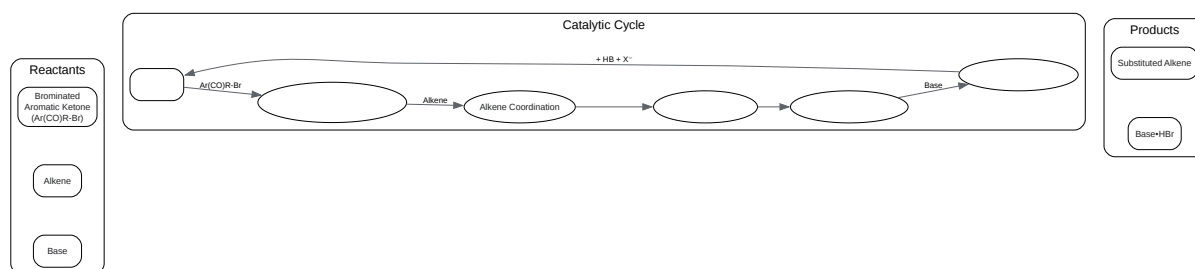 Reactants
Brominated
Aromatic Ketone
(Ar(CO)R-Br)
Alkene
Base
Catalytic Cycle
+ HB + X⁻
Ar(CO)R-Br
Alkene
Alkene Coordination
Base
Products
Substituted Alkene
Base•HBr